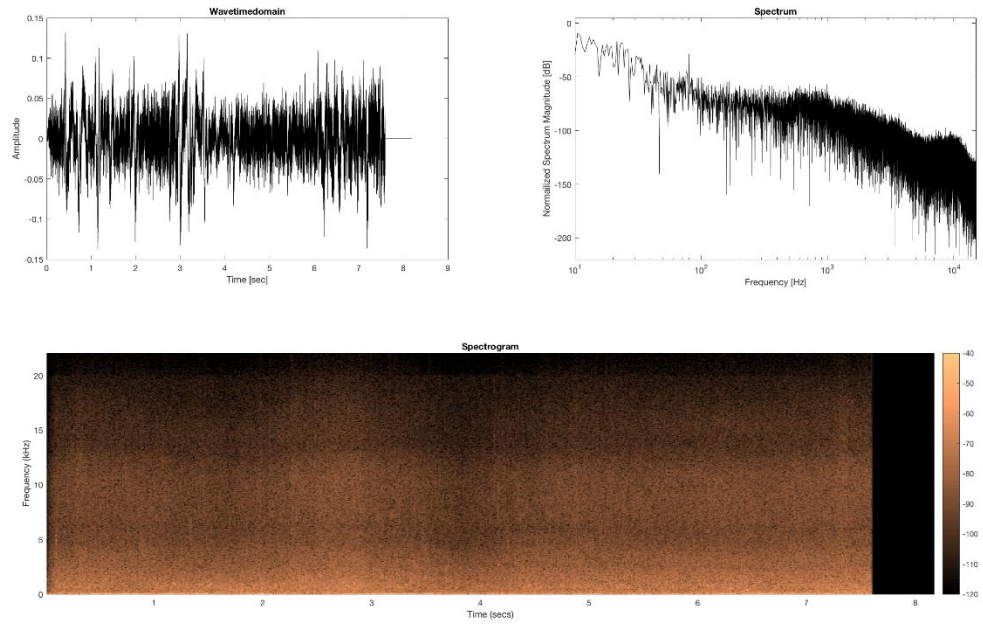 Wavetimedomain
0.15
0.1
0.05
0
-0.05
-0.1
-0.15
Amplitude
0 1 2 3 4 5 6 7 8 9
Time [sec]
Spectrum
0
-50
-100
-150
-200
Normalized Spectrum Magnitude [dB]
10¹ 10² 10³ 10⁴
Frequency [Hz]
Spectrogram
20
15
10
5
0
Frequency (kHz)
1 2 3 4 5 6 7 8
Time (secs)
-40
-50
-60
-70
-80
-90
-100
-110
-120